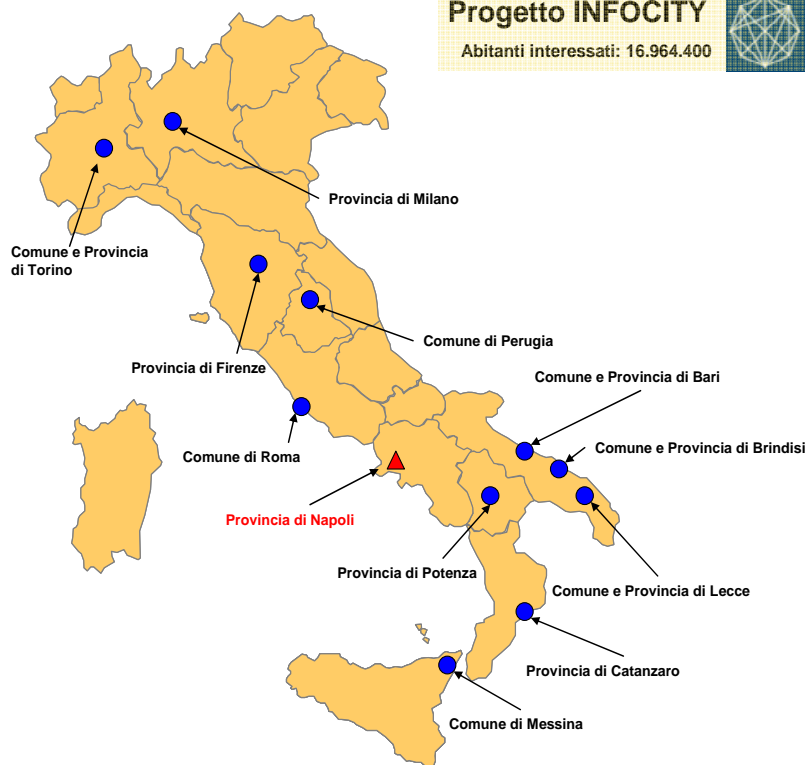 Progetto INFOCITY
Abitanti interessati: 16.964.400
Provincia di Milano
Comune e Provincia
di Torino
Comune di Perugia
Provincia di Firenze
Comune e Provincia di Bari
Comune e Provincia di Brindisi
Comune di Roma
Provincia di Napoli
Provincia di Potenza
Comune e Provincia di Lecce
Provincia di Catanzaro
Comune di Messina